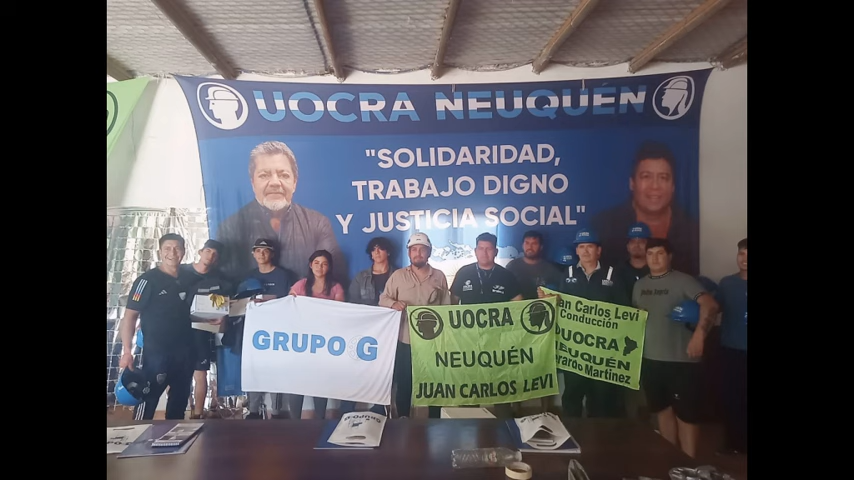 UOCRA NEUQUÉN
"SOLIDARIDAD,
TRABAJO DIGNO
Y JUSTICIA SOCIAL"
GRUPO G
UOCRA
NEUQUÉN
JUAN CARLOS LEVI
Juan Carlos Levi
Conducción
UOCRA
NEUQUÉN
Gerardo Martinez